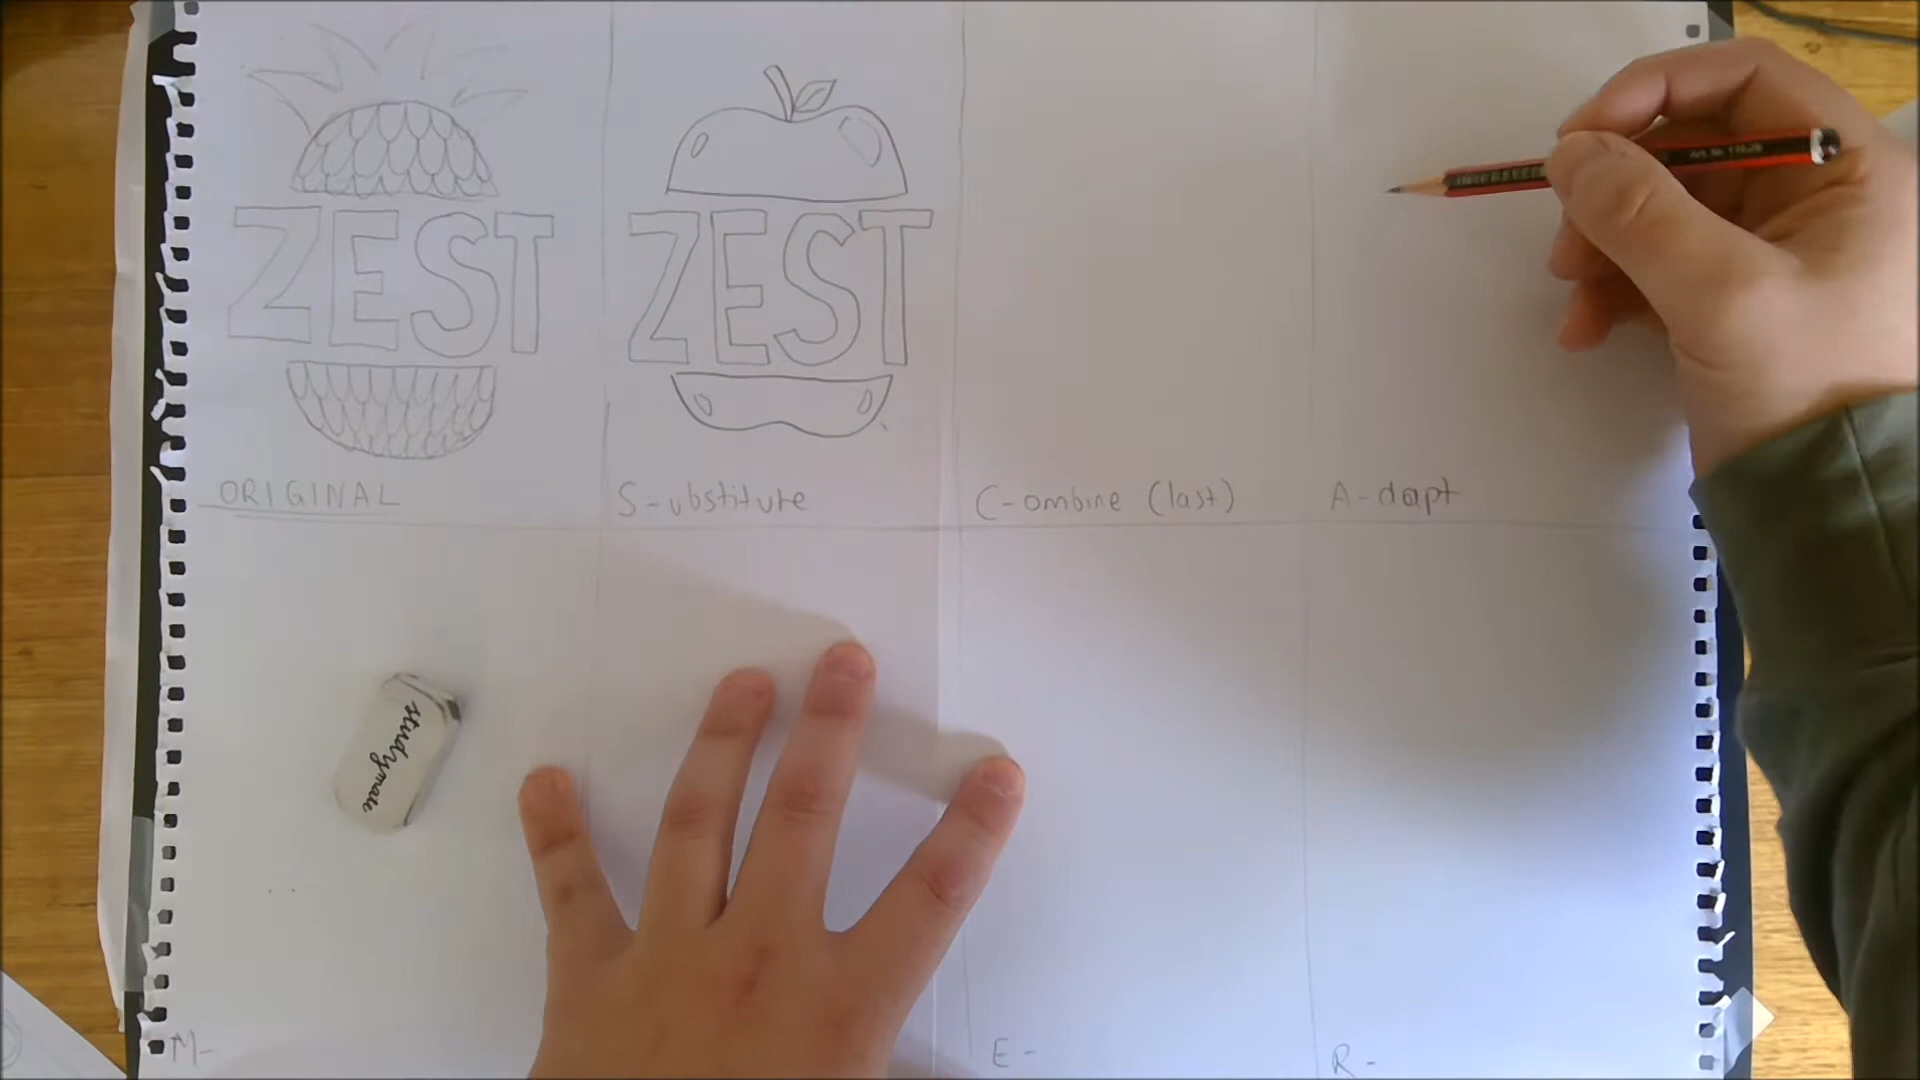 ZEST
ZEST
ORIGINAL
S-ubstitute
C-ombine (last)
A-dapt
studymate
M-
E-
R-